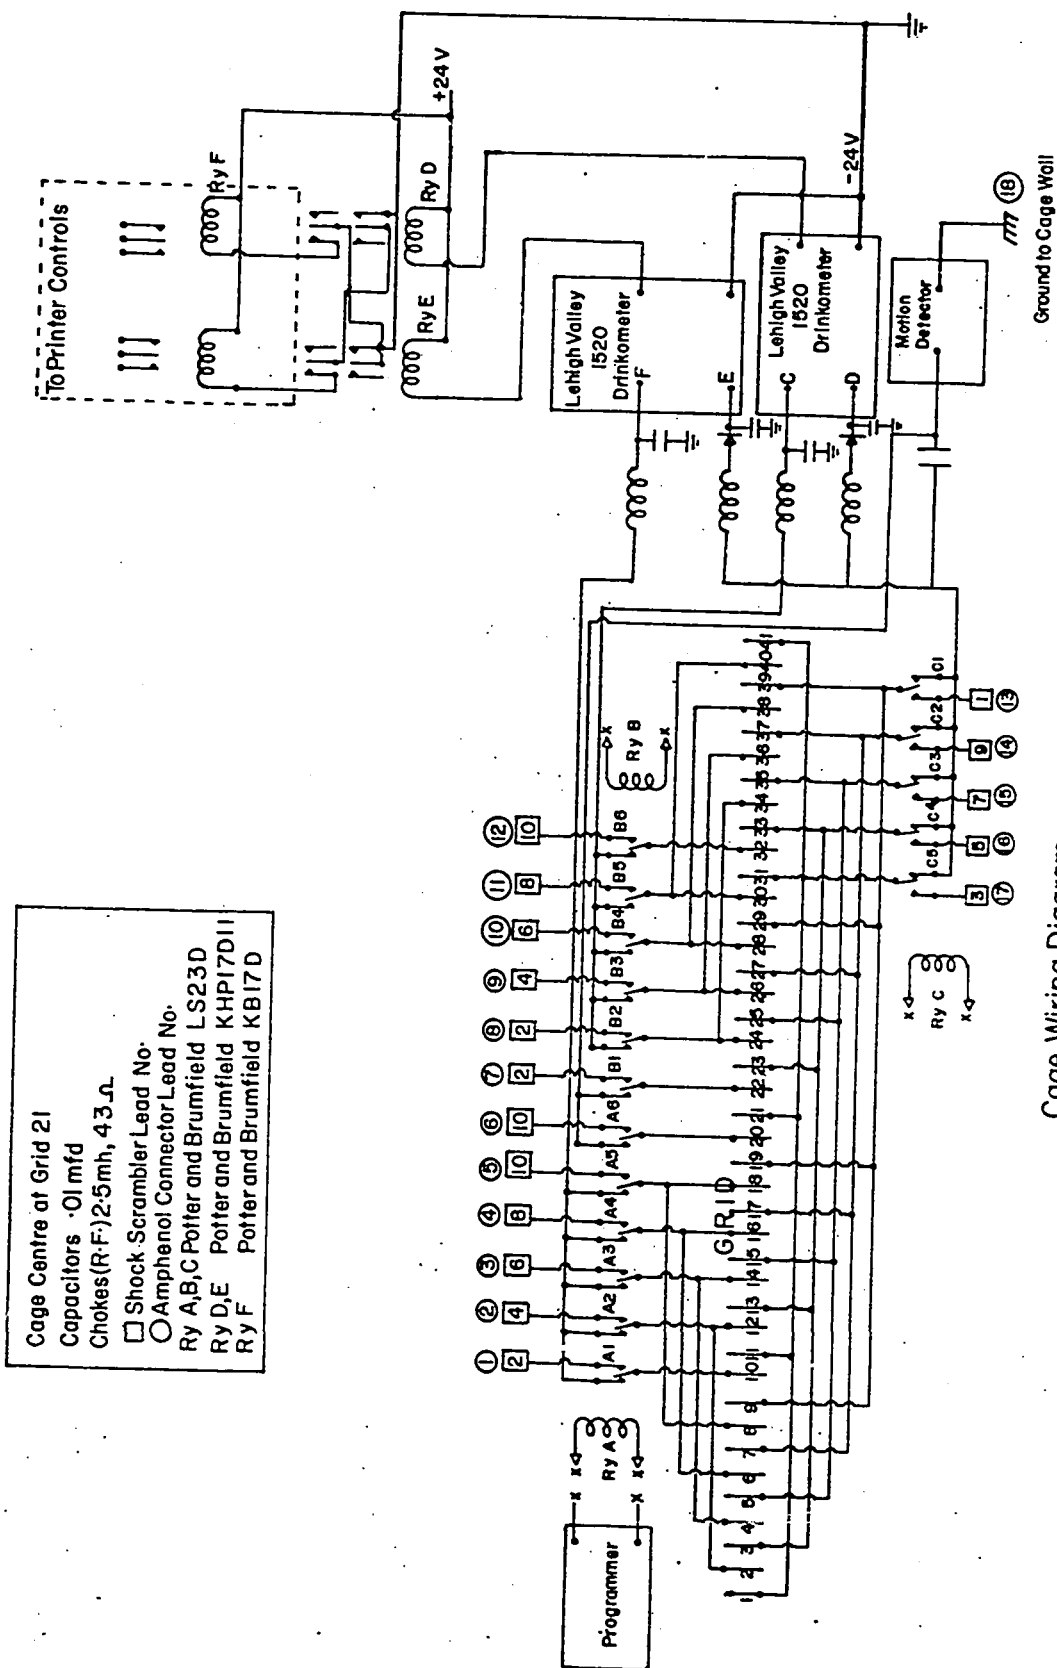 Cage Centre at Grid 21
Capacitors ·01 mfd
Chokes(R·F·)2·5mh, 43Ω
□ Shock Scrambler Lead No·
○ Amphenol Connector Lead No·
Ry A,B,C Potter and Brumfield LS23D
Ry D,E Potter and Brumfield KHP17D11
Ry F Potter and Brumfield KB17D
To Printer Controls
Ry F
+24V
Ry D
Ry E
Lehigh Valley
1520
Drinkometer
F
E
Lehigh Valley
1520
Drinkometer
C
D
-24V
Motion
Detector
18
Ground to Cage Wall
1 2 3 4 5 6 7 8 9 10 11 12
2 4 6 8 10 10 2 2 4 6 8 10
A1 A2 A3 A4 A5 A6 B1 B2 B3 B4 B5 B6
Programmer
X X
Ry A
X X
X
Ry B
X
GRID
1 2 3 4 5 6 7 8 9 10 11 12 13 14 15 16 17 18 19 20 21 22 23 24 25 26 27 28 29 30 31 32 33 34 35 36 37 38 39 40 41
C5 C4 C3 C2 C1
3 5 7 9 1
17 16 15 14 13
X
Ry C
X
Cage Wiring Diagram